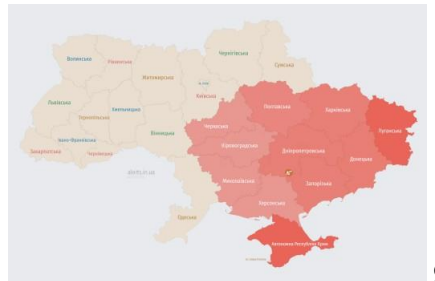 Чернігівська
Волинська
Рівненська
Сумська
Житомирська
Київська
Львівська
Полтавська
Харківська
Тернопільська
Хмельницька
Луганська
Черкаська
Вінницька
Івано-Франківська
Кіровоградська
Дніпропетровська
Закарпатська
Чернівецька
Донецька
Миколаївська
Запорізька
Херсонська
Одеська
Автономна Республіка Крим